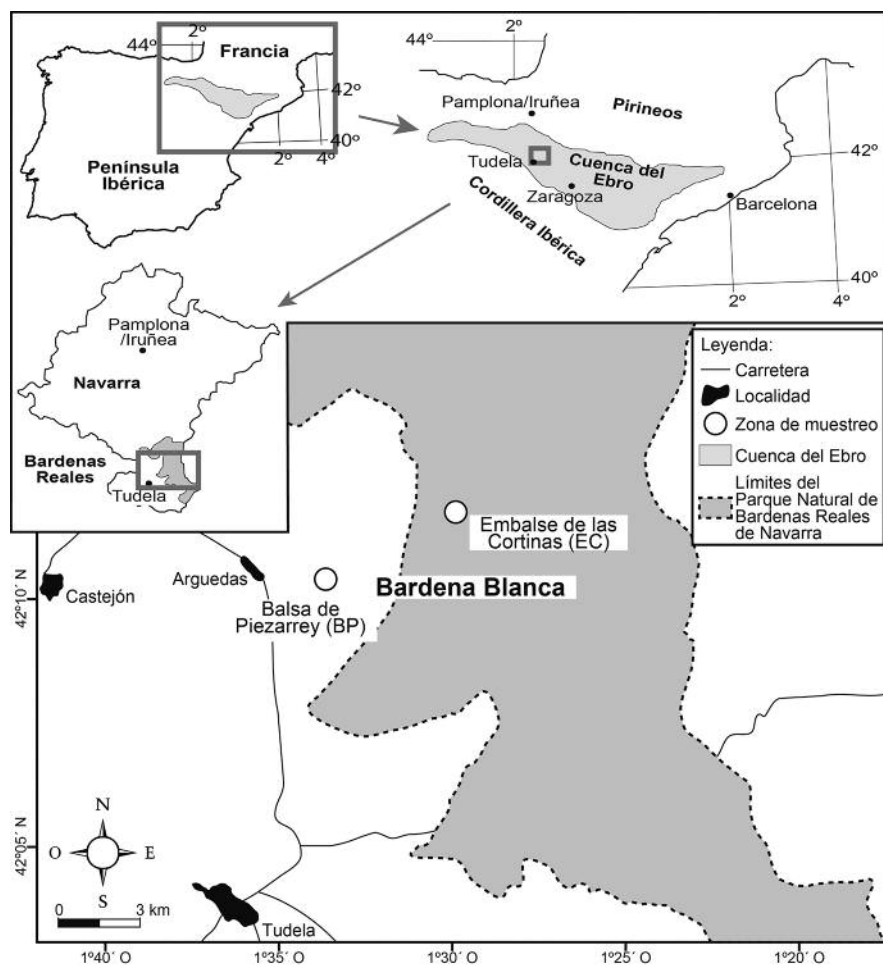 44º
2º
Francia
42º
40º
2º
4º
Península
Ibérica
44º
2º
Pamplona/Iruñea
Pirineos
Tudela
Cuenca del
Ebro
Zaragoza
Cordillera Ibérica
Barcelona
42º
40º
2º
4º
Pamplona
/Iruñea
Navarra
Bardenas
Reales
Tudela
Leyenda:
Carretera
Localidad
Zona de muestreo
Cuenca del Ebro
Límites del
Parque Natural de
Bardenas Reales
de Navarra
Embalse de las
Cortinas (EC)
Arguedas
Castejón
Bardena Blanca
Balsa de
Piezarrey (BP)
42º10´ N
42º05´ N
N
O
E
S
0
3 km
Tudela
1º40´ O
1º35´ O
1º30´ O
1º25´ O
1º20´ O